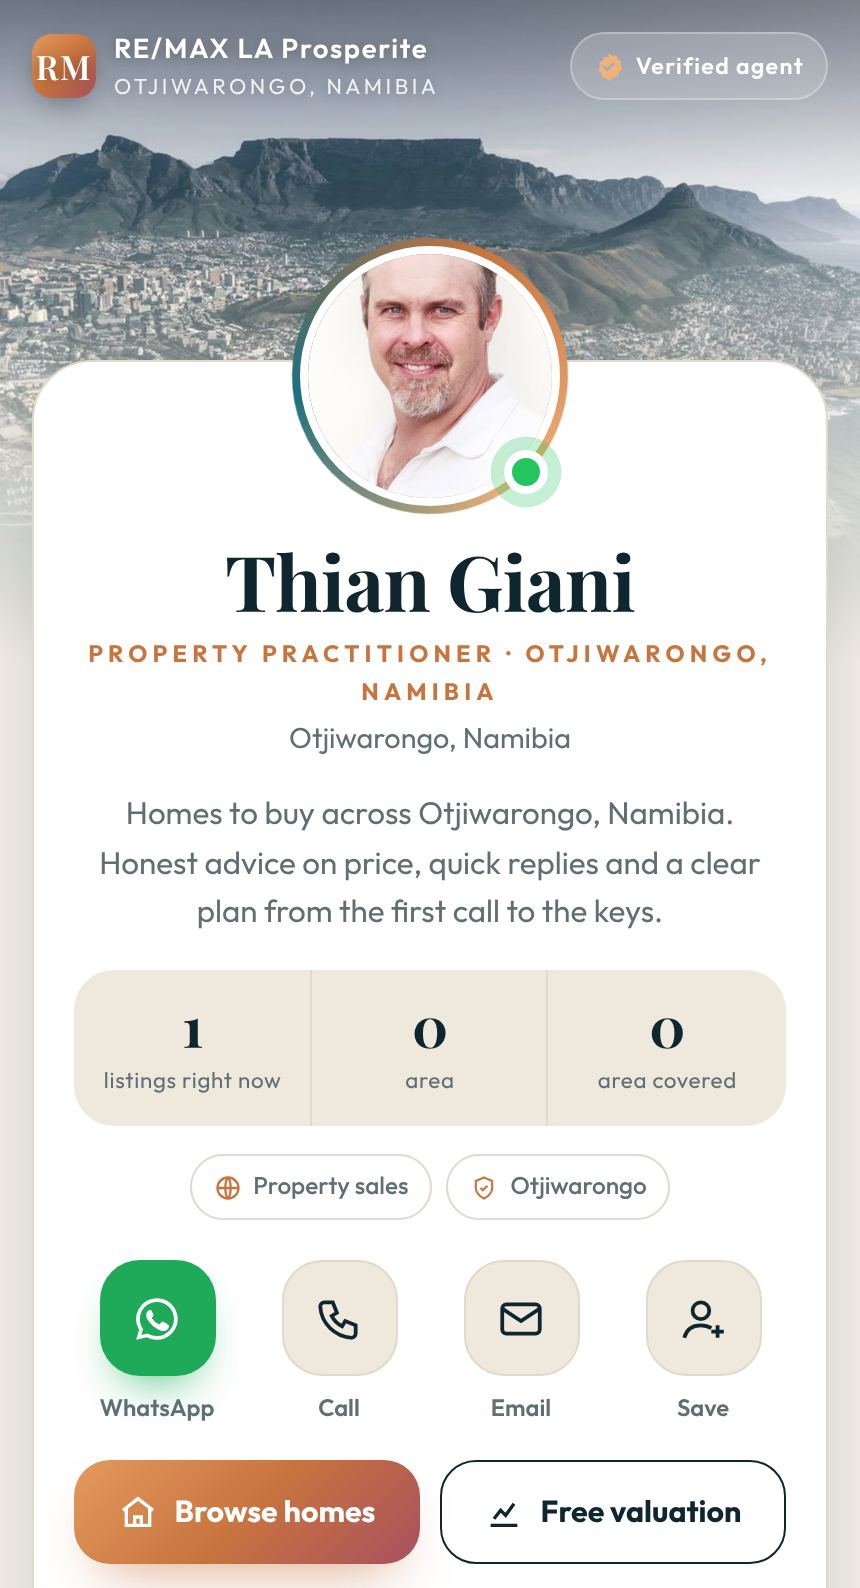 RM
RE/MAX LA Prosperite
OTJIWARONGO, NAMIBIA
Verified agent
Thian Giani
PROPERTY PRACTITIONER · OTJIWARONGO,
NAMIBIA
Otjiwarongo, Namibia
Homes to buy across Otjiwarongo, Namibia.
Honest advice on price, quick replies and a clear
plan from the first call to the keys.
1
listings right now
0
area
0
area covered
Property sales
Otjiwarongo
WhatsApp
Call
Email
Save
Browse homes
Free valuation